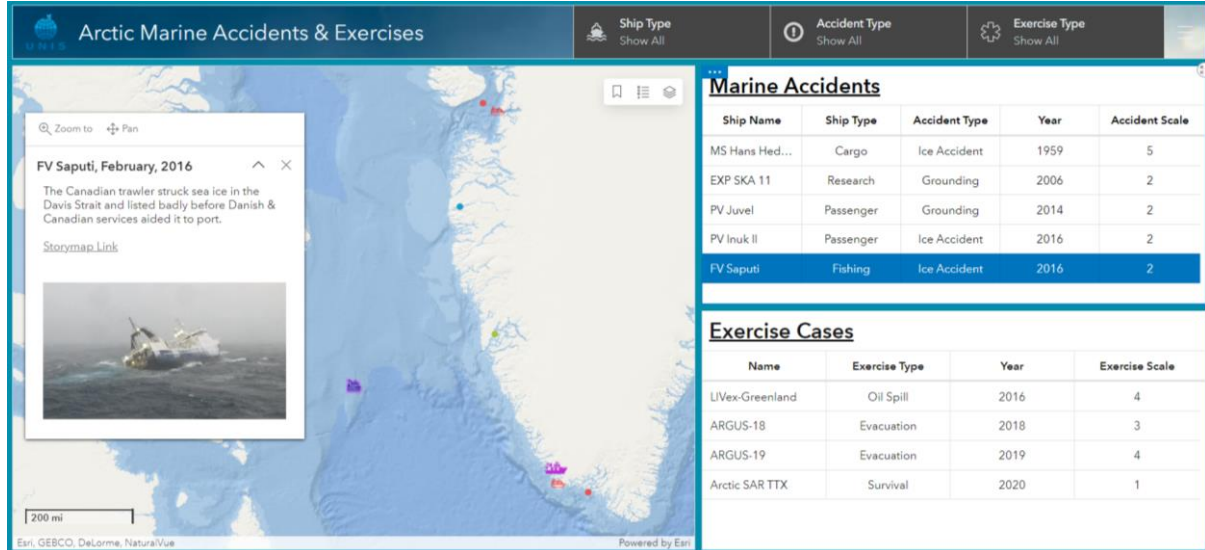 UNIS
Arctic Marine Accidents & Exercises
Ship Type
Show All
Accident Type
Show All
Exercise Type
Show All
Zoom to Pan
FV Saputi, February, 2016
The Canadian trawler struck sea ice in the
Davis Strait and listed badly before Danish &
Canadian services aided it to port.
Storymap Link
200 mi
Esri, GEBCO, DeLorme, NaturalVue
Powered by Esri
Marine Accidents
Ship Name Ship Type Accident Type Year Accident Scale
MS Hans Hed... Cargo Ice Accident 1959 5
EXP SKA 11 Research Grounding 2006 2
PV Juvel Passenger Grounding 2014 2
PV Inuk II Passenger Ice Accident 2016 2
FV Saputi Fishing Ice Accident 2016 2
Exercise Cases
Name Exercise Type Year Exercise Scale
LIVex-Greenland Oil Spill 2016 4
ARGUS-18 Evacuation 2018 3
ARGUS-19 Evacuation 2019 4
Arctic SAR TTX Survival 2020 1